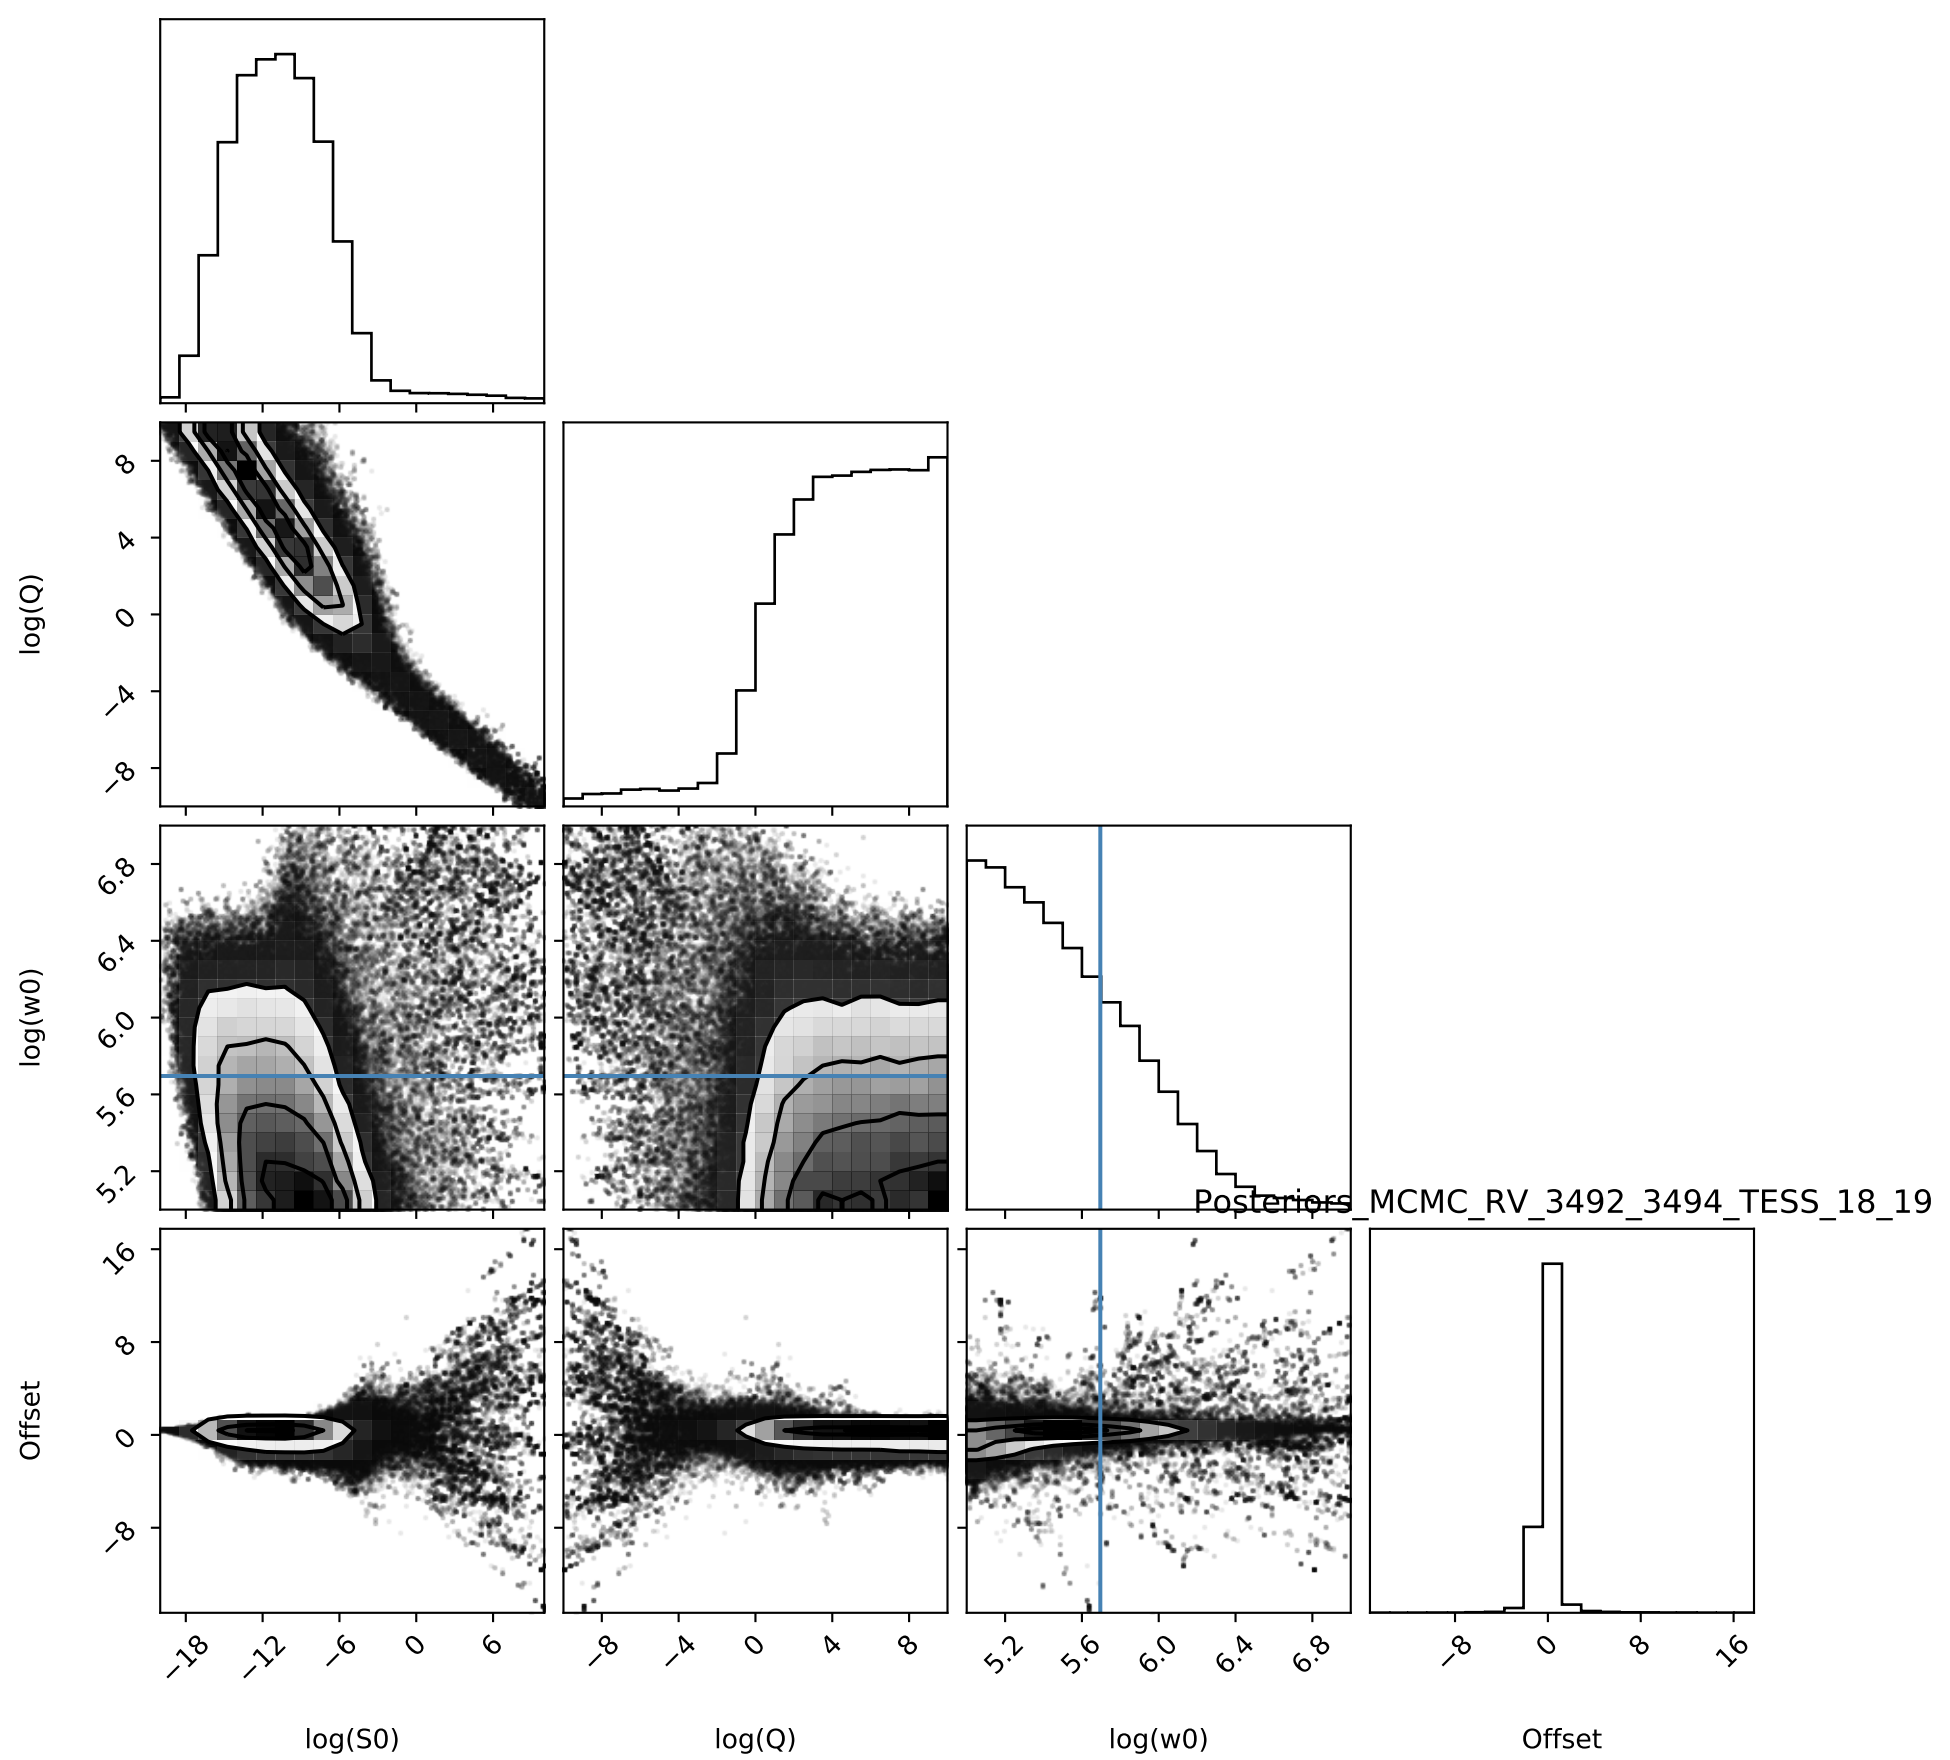 8
4
0
−4
−8
log(Q)
6.8
6.4
6.0
5.6
5.2
log(w0)
Posteriors_MCMC_RV_3492_3494_TESS_18_19
16
8
0
−8
Offset
−18 −12 −6 0 6
−8 −4 0 4 8
5.2 5.6 6.0 6.4 6.8
−8 0 8 16
log(S0) log(Q) log(w0) Offset